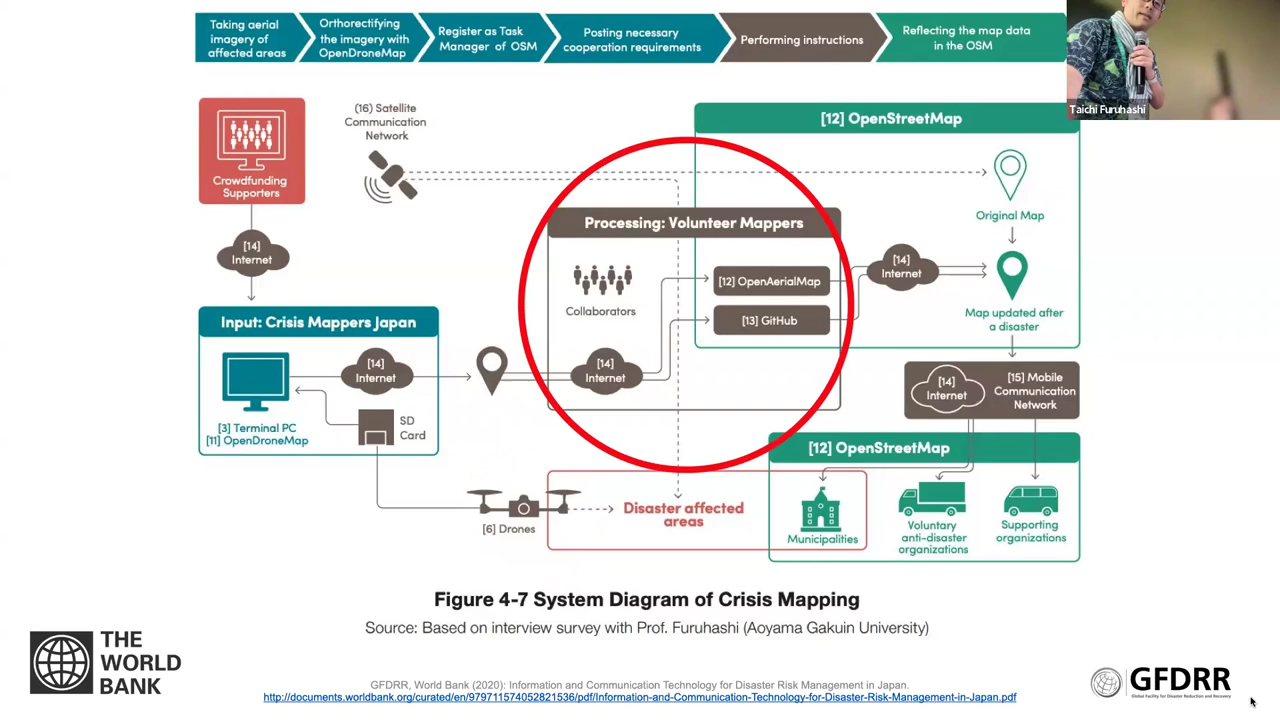 Taking aerial
imagery of
affected areas
Orthorectifying
the imagery with
OpenDroneMap
Register as Task
Manager of OSM
Posting necessary
cooperation requirements
Performing instructions
Reflecting the map data
in the OSM
Taichi Furuhashi
Crowdfunding
Supporters
(16) Satellite
Communication
Network
[12] OpenStreetMap
Original Map
Processing: Volunteer Mappers
Collaborators
[12] OpenAerialMap
[13] GitHub
[14]
Internet
[14]
Internet
Map updated after
a disaster
[14]
Internet
Input: Crisis Mappers Japan
[14]
Internet
[3] Terminal PC
[11] OpenDroneMap
SD
Card
[14]
Internet
[15] Mobile
Communication
Network
[12] OpenStreetMap
[6] Drones
Disaster affected
areas
Municipalities
Voluntary
anti-disaster
organizations
Supporting
organizations
Figure 4-7 System Diagram of Crisis Mapping
Source: Based on interview survey with Prof. Furuhashi (Aoyama Gakuin University)
THE
WORLD
BANK
GFDRR, World Bank (2020): Information and Communication Technology for Disaster Risk Management in Japan.
http://documents.worldbank.org/curated/en/979711574052821536/pdf/Information-and-Communication-Technology-for-Disaster-Risk-Management-in-Japan.pdf
GFDRR
Global Facility for Disaster Reduction and Recovery